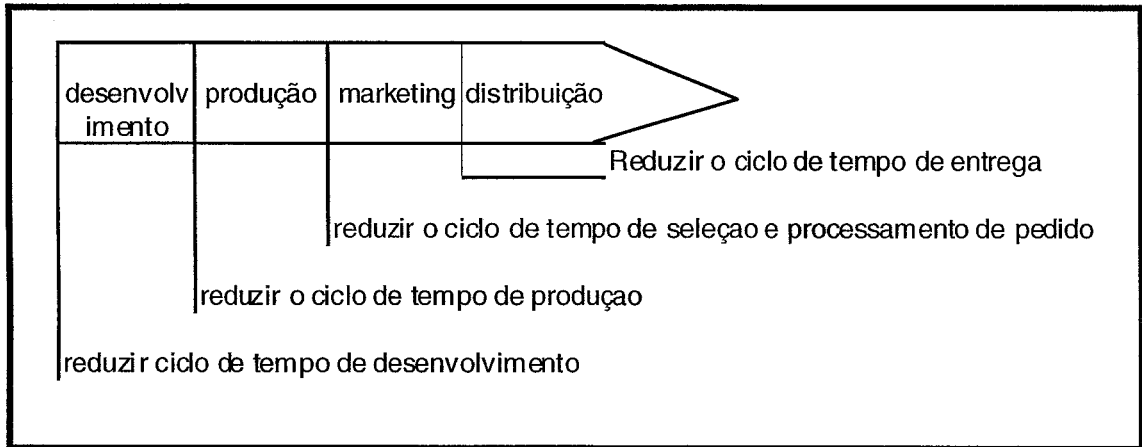 desenvolv produção marketing distribuição
imento
Reduzir o ciclo de tempo de entrega
reduzir o ciclo de tempo de seleçao e processamento de pedido
reduzir o ciclo de tempo de produçao
reduzir ciclo de tempo de desenvolvimento